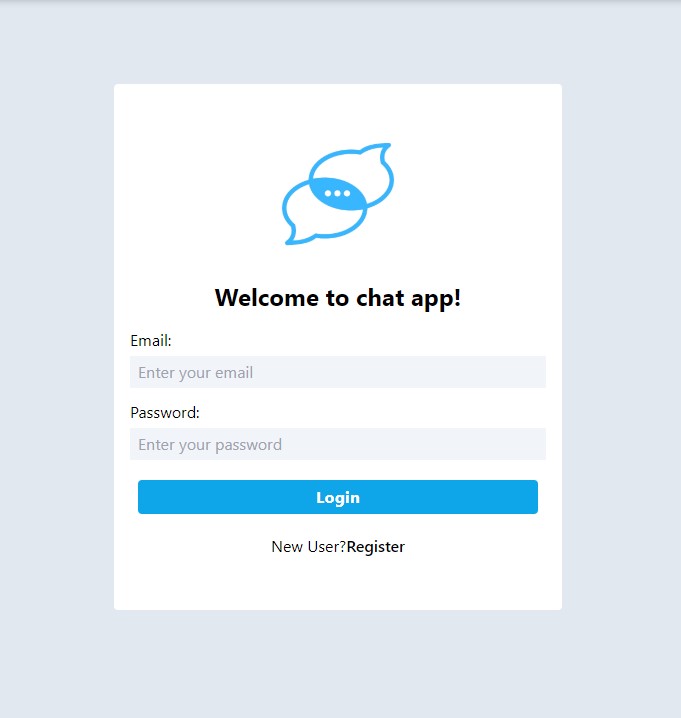 Welcome to chat app!
Email:
Enter your email
Password:
Enter your password
Login
New User?Register